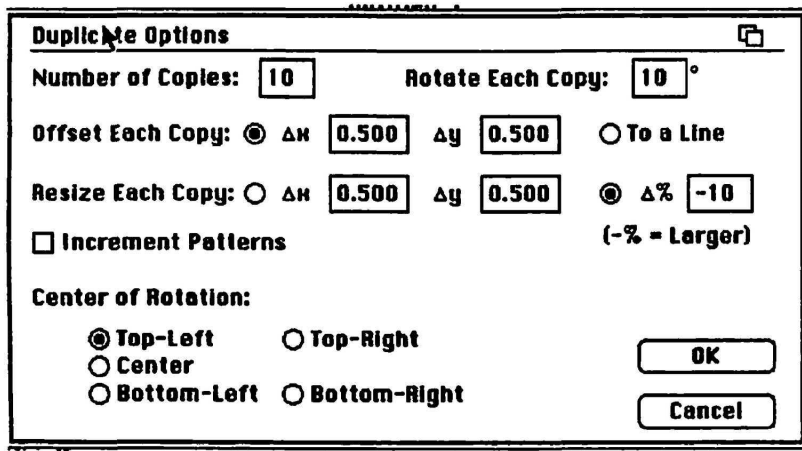 Duplicate Options
Number of Copies: 10 Rotate Each Copy: 10 °
Offset Each Copy: Δx 0.500 Δy 0.500 To a Line
Resize Each Copy: Δx 0.500 Δy 0.500 Δ% -10
Increment Patterns (-% = Larger)
Center of Rotation:
Top-Left Top-Right
Center
Bottom-Left Bottom-Right
OK
Cancel